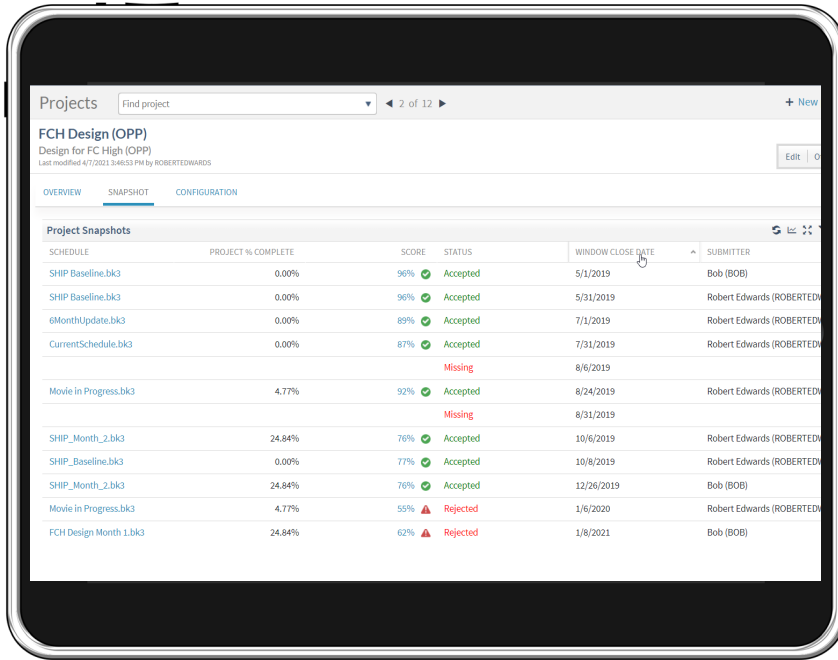 Projects Find project 2 of 12 + New
FCH Design (OPP)
Design for FC High (OPP)
Last modified 4/7/2021 3:46:53 PM by ROBERTEDWARDS
Edit
OVERVIEW SNAPSHOT CONFIGURATION
Project Snapshots
SCHEDULE PROJECT % COMPLETE SCORE STATUS WINDOW CLOSE DATE SUBMITTER
SHIP Baseline.bk3 0.00% 96% Accepted 5/1/2019 Bob (BOB)
SHIP Baseline.bk3 0.00% 96% Accepted 5/31/2019 Robert Edwards (ROBERTEDW
6MonthUpdate.bk3 0.00% 89% Accepted 7/1/2019 Robert Edwards (ROBERTEDW
CurrentSchedule.bk3 0.00% 87% Accepted 7/31/2019 Robert Edwards (ROBERTEDW
Missing 8/6/2019
Movie in Progress.bk3 4.77% 92% Accepted 8/24/2019 Robert Edwards (ROBERTEDW
Missing 8/31/2019
SHIP_Month_2.bk3 24.84% 76% Accepted 10/6/2019 Robert Edwards (ROBERTEDW
SHIP_Baseline.bk3 0.00% 77% Accepted 10/8/2019 Robert Edwards (ROBERTEDW
SHIP_Month_2.bk3 24.84% 76% Accepted 12/26/2019 Bob (BOB)
Movie in Progress.bk3 4.77% 55% Rejected 1/6/2020 Robert Edwards (ROBERTEDW
FCH Design Month 1.bk3 24.84% 62% Rejected 1/8/2021 Bob (BOB)